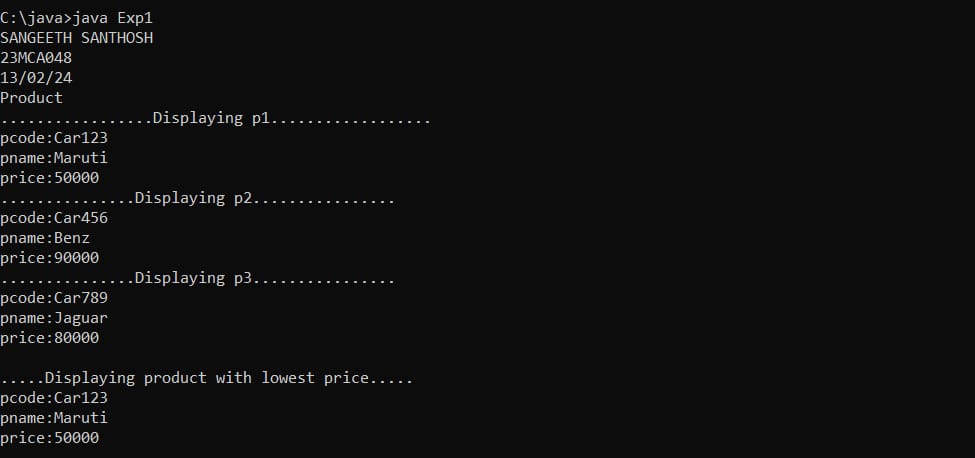 C:\java>java Exp1
SANGEETH SANTHOSH
23MCA048
13/02/24
Product
.................Displaying p1..................
pcode:Car123
pname:Maruti
price:50000
...............Displaying p2................
pcode:Car456
pname:Benz
price:90000
...............Displaying p3................
pcode:Car789
pname:Jaguar
price:80000

.....Displaying product with lowest price.....
pcode:Car123
pname:Maruti
price:50000